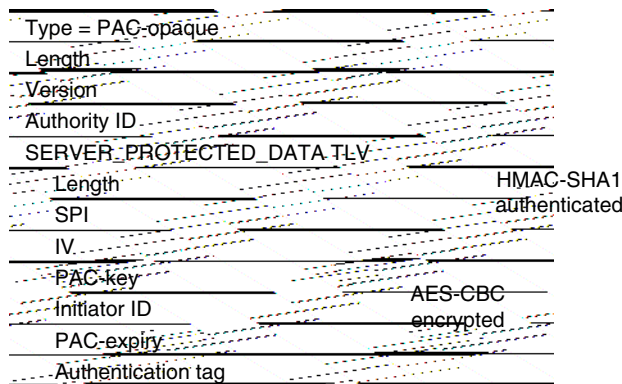 Type = PAC-opaque
Length
Version
Authority ID
SERVER_PROTECTED_DATA TLV
Length
SPI
IV
PAC-key
Initiator ID
PAC-expiry
Authentication tag
HMAC-SHA1
authenticated
AES-CBC
encrypted